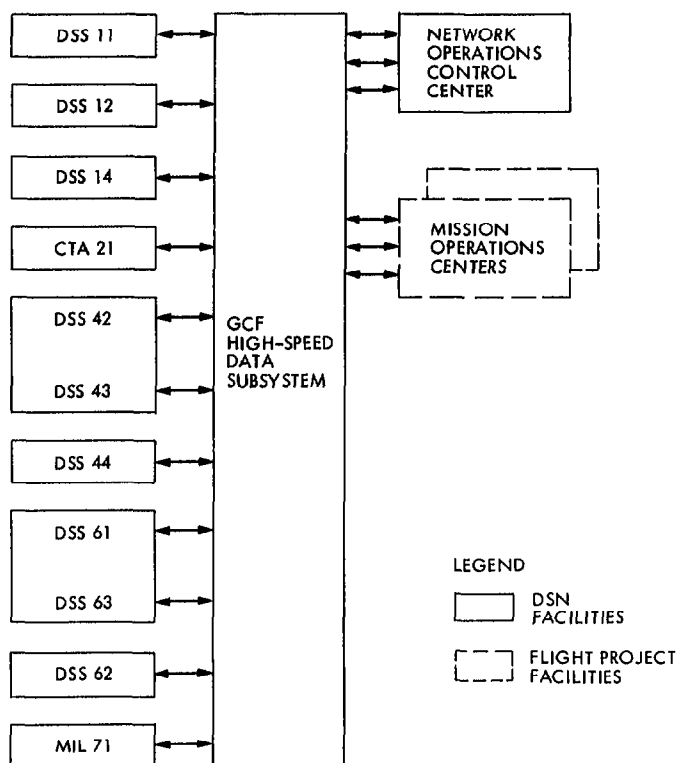 DSS 11
DSS 12
DSS 14
CTA 21
DSS 42
DSS 43
DSS 44
DSS 61
DSS 63
DSS 62
MIL 71
GCF
HIGH-SPEED
DATA
SUBSYSTEM
NETWORK
OPERATIONS
CONTROL
CENTER
MISSION
OPERATIONS
CENTERS
LEGEND
DSN
FACILITIES
FLIGHT PROJECT
FACILITIES